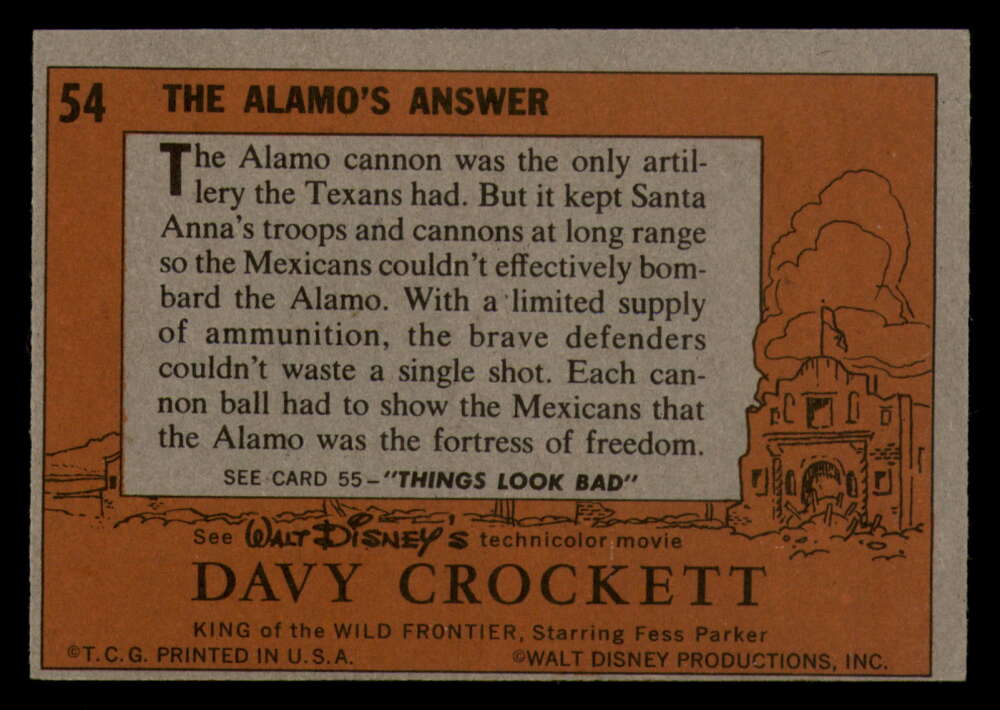 54 THE ALAMO'S ANSWER
The Alamo cannon was the only artil-
lery the Texans had. But it kept Santa
Anna's troops and cannons at long range
so the Mexicans couldn't effectively bom-
bard the Alamo. With a limited supply
of ammunition, the brave defenders
couldn't waste a single shot. Each can-
non ball had to show the Mexicans that
the Alamo was the fortress of freedom.
SEE CARD 55-"THINGS LOOK BAD"
See WALT DISNEY'S technicolor movie
DAVY CROCKETT
KING of the WILD FRONTIER, Starring Fess Parker
©T.C.G. PRINTED IN U.S.A. ©WALT DISNEY PRODUCTIONS, INC.